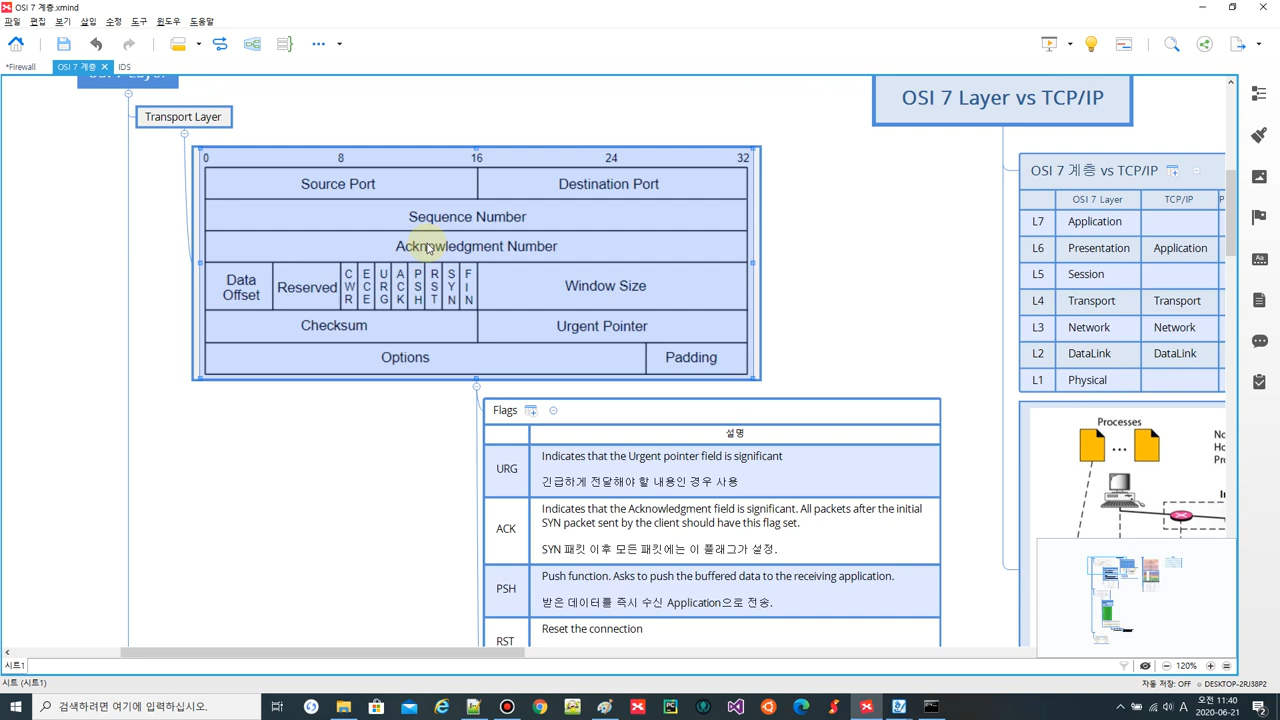 OSI 7 계층.xmind
파일 편집 보기 삽입 수정 도구 윈도우 도움말
*Firewall OSI 7 계층 IDS
Transport Layer
0 8 16 24 32
Source Port Destination Port
Sequence Number
Acknowledgment Number
Data Offset Reserved CWR ECE URG ACK PSH RST SYN FIN Window Size
Checksum Urgent Pointer
Options Padding
Flags
설명
URG
Indicates that the Urgent pointer field is significant
긴급하게 전달해야 할 내용인 경우 사용
ACK
Indicates that the Acknowledgment field is significant. All packets after the initial
SYN packet sent by the client should have this flag set.
SYN 패킷 이후 모든 패킷에는 이 플래그가 설정.
PSH
Push function. Asks to push the buffered data to the receiving application.
받은 데이터를 즉시 수신 Application으로 전송.
RST
Reset the connection
OSI 7 Layer vs TCP/IP
OSI 7 계층 vs TCP/IP
OSI 7 Layer TCP/IP
L7 Application
L6 Presentation Application
L5 Session
L4 Transport Transport
L3 Network Network
L2 DataLink DataLink
L1 Physical
Processes
시트1
120%
시트 (시트1)
자동 저장: OFF DESKTOP-2RJ38P2
검색하려면 여기에 입력하십시오.
오전 11:40
2020-06-21